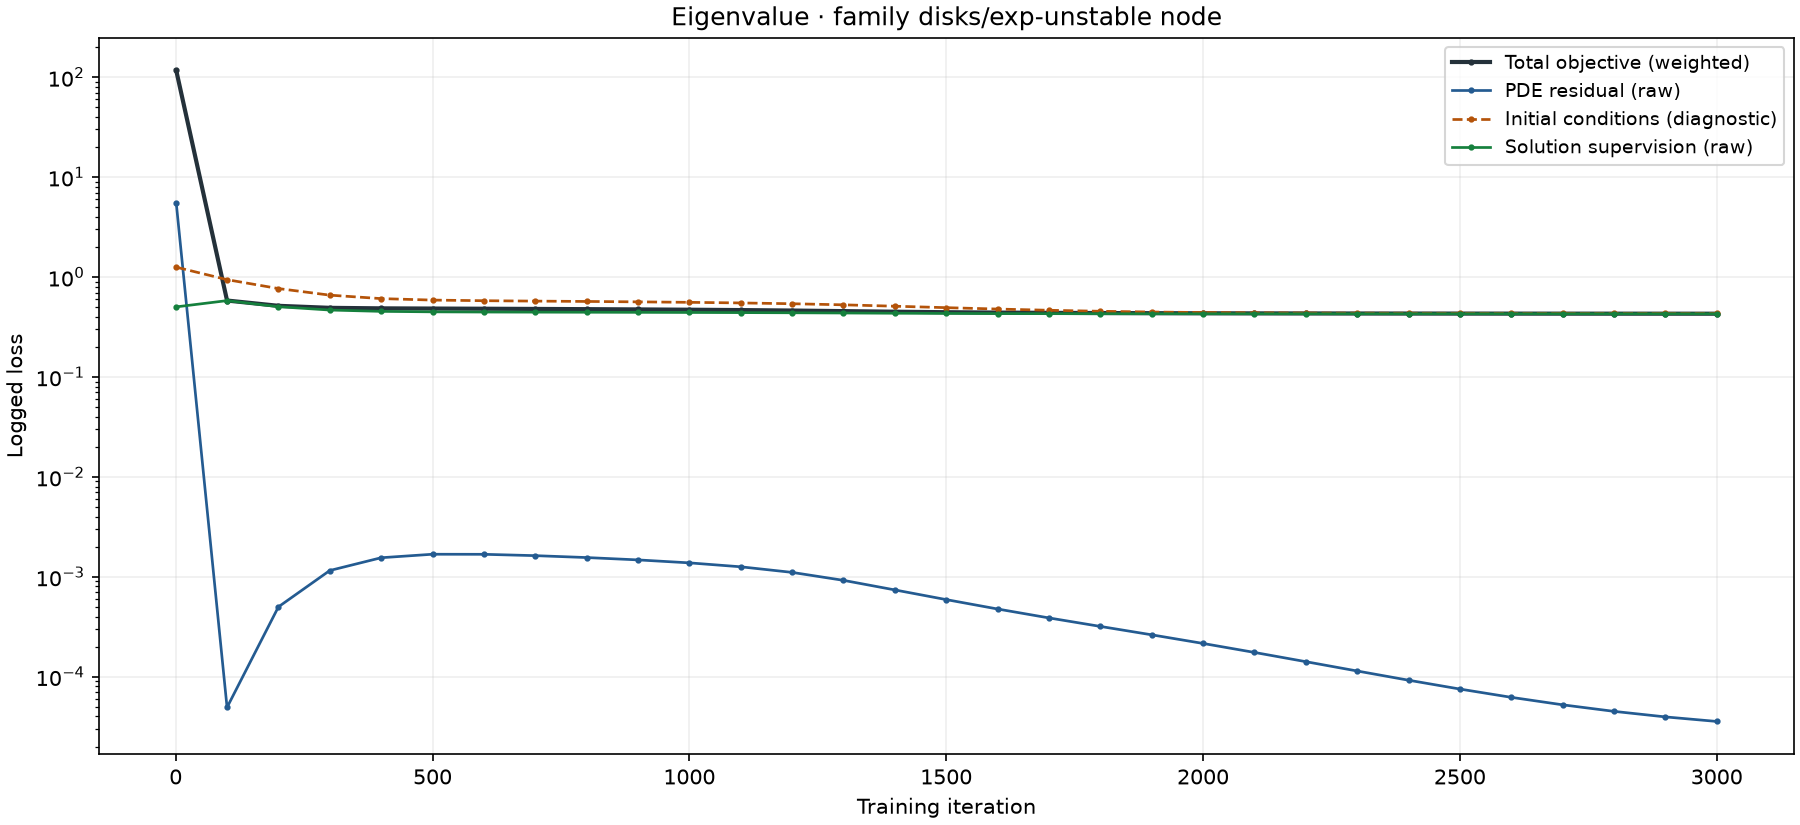 Eigenvalue · family disks/exp-unstable node
Total objective (weighted)
PDE residual (raw)
Initial conditions (diagnostic)
Solution supervision (raw)
Logged loss
10²
10¹
10⁰
10⁻¹
10⁻²
10⁻³
10⁻⁴
0 500 1000 1500 2000 2500 3000
Training iteration